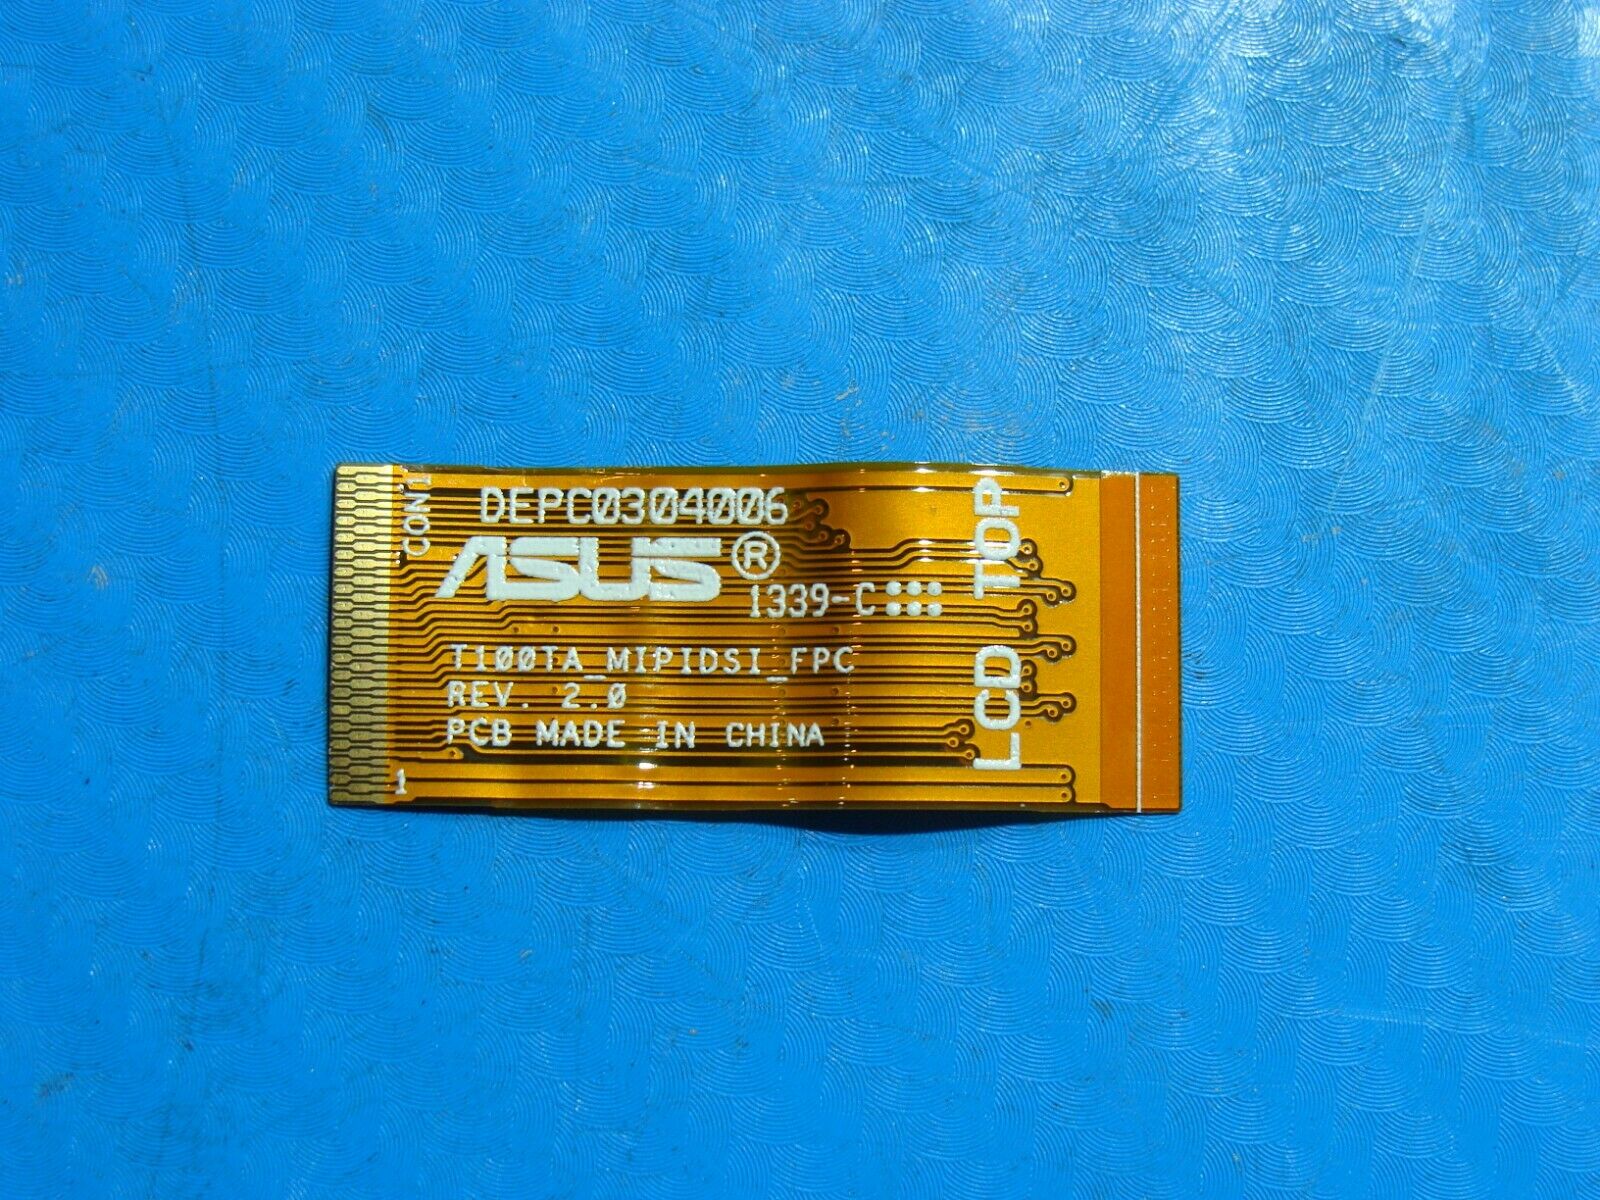 CON1
DEPC0304006
ASUS®
1339-C
T100TA_MIPIDSI_FPC
REV. 2.0
PCB MADE IN CHINA
1
LCD TOP